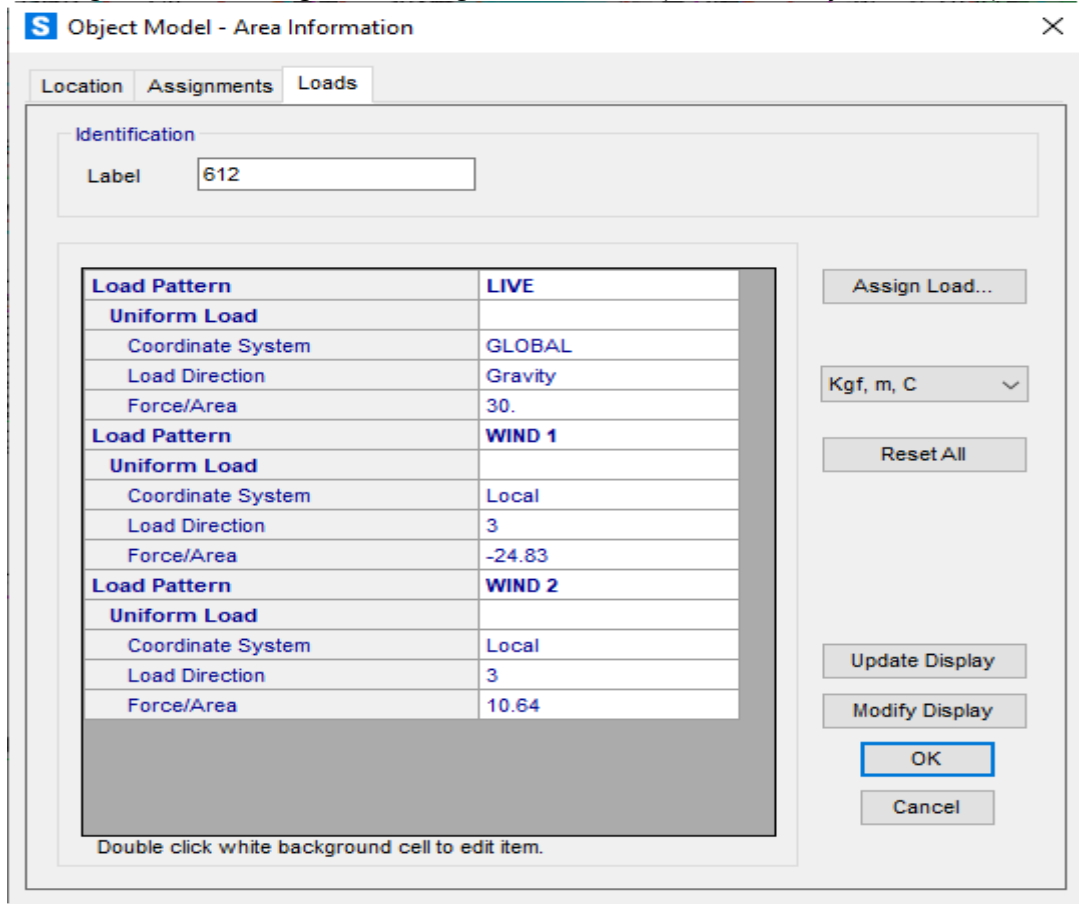 S Object Model - Area Information
Location Assignments Loads
Identification
Label 612
Load Pattern LIVE
Uniform Load
Coordinate System GLOBAL
Load Direction Gravity
Force/Area 30.
Load Pattern WIND 1
Uniform Load
Coordinate System Local
Load Direction 3
Force/Area -24.83
Load Pattern WIND 2
Uniform Load
Coordinate System Local
Load Direction 3
Force/Area 10.64
Double click white background cell to edit item.
Assign Load...
Kgf, m, C
Reset All
Update Display
Modify Display
OK
Cancel